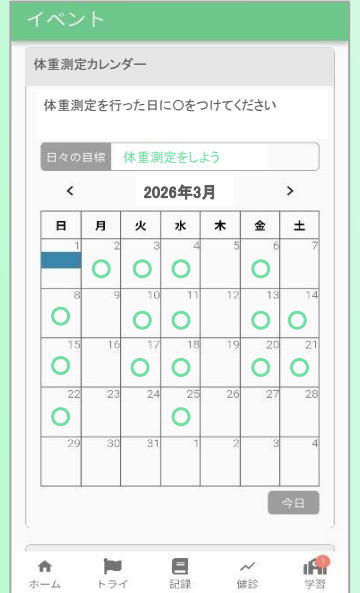 イベント
体重測定カレンダー
体重測定を行った日に〇をつけてください
日々の目標 体重測定をしよう
< 2026年3月 >
日 月 火 水 木 金 土
1 2 3 4 5 6 7
8 9 10 11 12 13 14
15 16 17 18 19 20 21
22 23 24 25 26 27 28
29 30 31 1 2 3 4
今日
ホーム トライ 記録 健診 学習